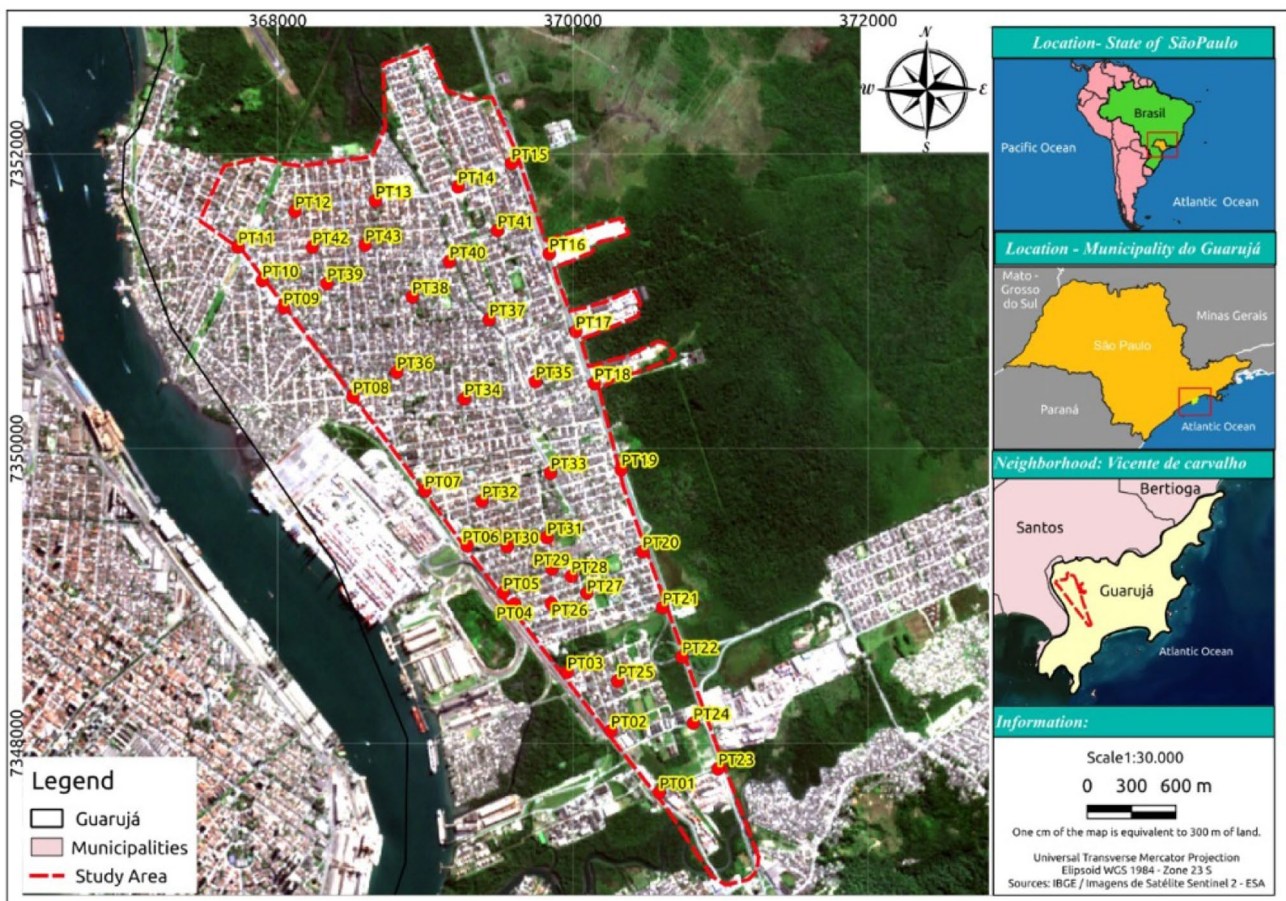 368000
370000
372000
7352000
7350000
7348000
N
W
E
S
PT15
PT14
PT13
PT12
PT41
PT11
PT42
PT43
PT16
PT40
PT10
PT39
PT38
PT09
PT37
PT17
PT36
PT35
PT18
PT08
PT34
PT33
PT19
PT07
PT32
PT31
PT06
PT30
PT20
PT29
PT28
PT05
PT27
PT04
PT26
PT21
PT22
PT03
PT25
PT24
PT02
PT23
PT01
Legend
Guarujá
Municipalities
Study Area
Location- State of SãoPaulo
Brasil
Pacific Ocean
Atlantic Ocean
Location - Municipality do Guarujá
Mato -
Grosso
do Sul
Minas Gerais
São Paulo
Paraná
Atlantic Ocean
Neighborhood: Vicente de carvalho
Bertioga
Santos
Guarujá
Atlantic Ocean
Information:
Scale1:30.000
0 300 600 m
One cm of the map is equivalent to 300 m of land.
Universal Transverse Mercator Projection
Elipsoid WGS 1984 - Zone 23 S
Sources: IBGE / Imagens de Satélite Sentinel 2 - ESA